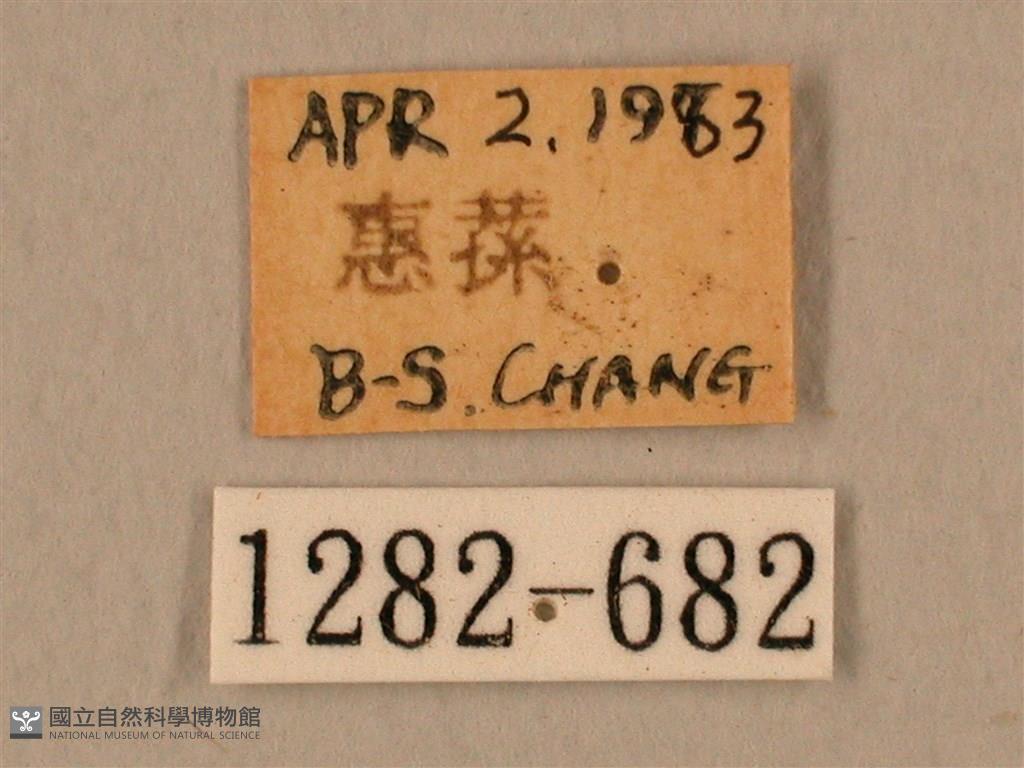 APR 2. 1983
惠蓀
B-S. CHANG
1282-682
國立自然科學博物館
NATIONAL MUSEUM OF NATURAL SCIENCE